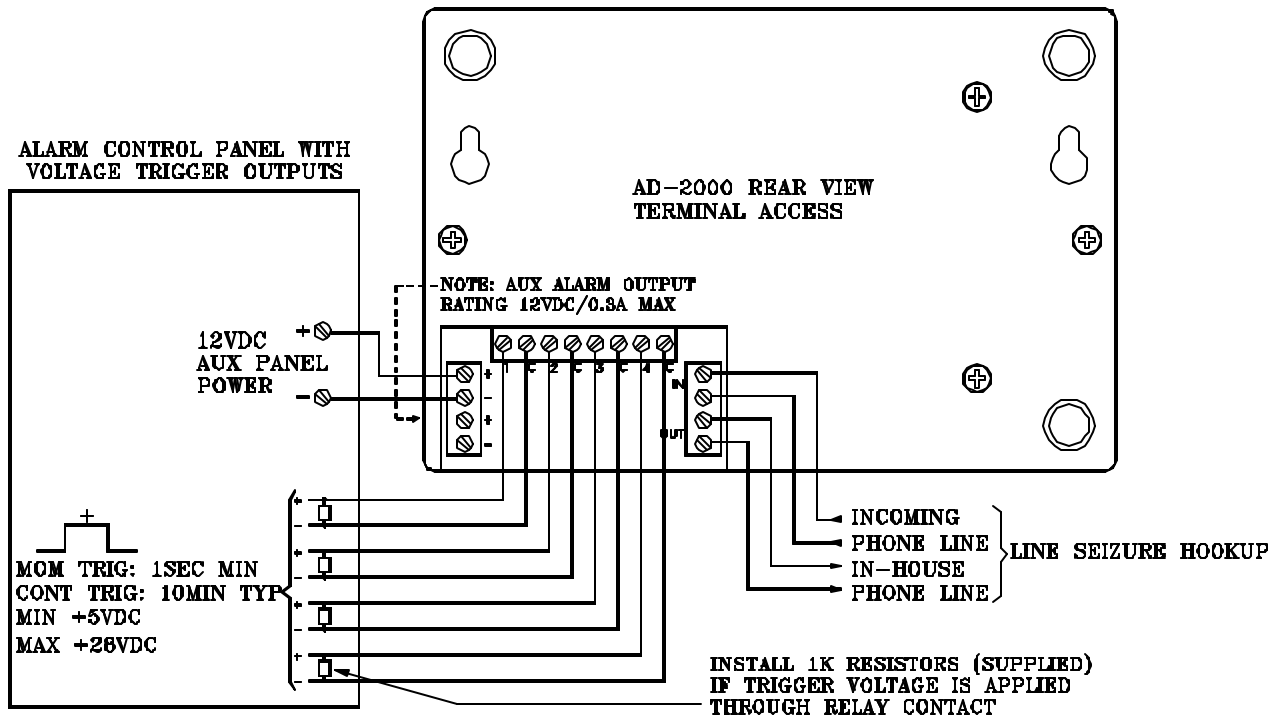 ALARM CONTROL PANEL WITH
VOLTAGE TRIGGER OUTPUTS
AD-2000 REAR VIEW
TERMINAL ACCESS
NOTE: AUX ALARM OUTPUT
RATING 12VDC/0.3A MAX
12VDC
AUX PANEL
POWER
+
-
+
-
+
-
1 C 2 C 3 C 4 C
IN
OUT
+
-
+
-
+
-
+
-
+
MOM TRIG: 1SEC MIN
CONT TRIG: 10MIN TYP
MIN +5VDC
MAX +28VDC
INCOMING
PHONE LINE
IN-HOUSE
PHONE LINE
LINE SEIZURE HOOKUP
INSTALL 1K RESISTORS (SUPPLIED)
IF TRIGGER VOLTAGE IS APPLIED
THROUGH RELAY CONTACT